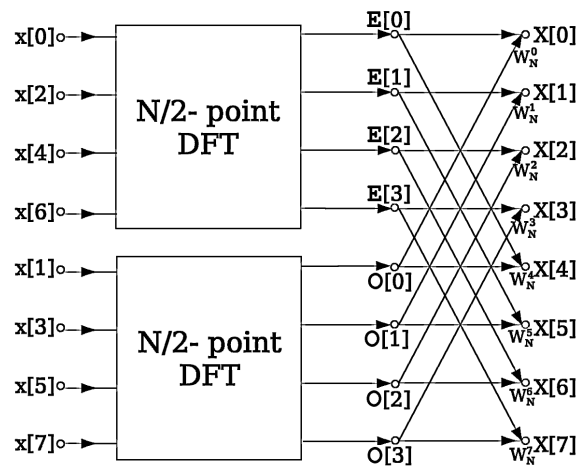 x[0] E[0] X[0]
W_N^0
x[2] E[1] X[1]
W_N^1
N/2- point
DFT
x[4] E[2] X[2]
W_N^2
x[6] E[3] X[3]
W_N^3
x[1] O[0] X[4]
W_N^4
x[3] O[1] X[5]
W_N^5
N/2- point
DFT
x[5] O[2] X[6]
W_N^6
x[7] O[3] X[7]
W_N^7